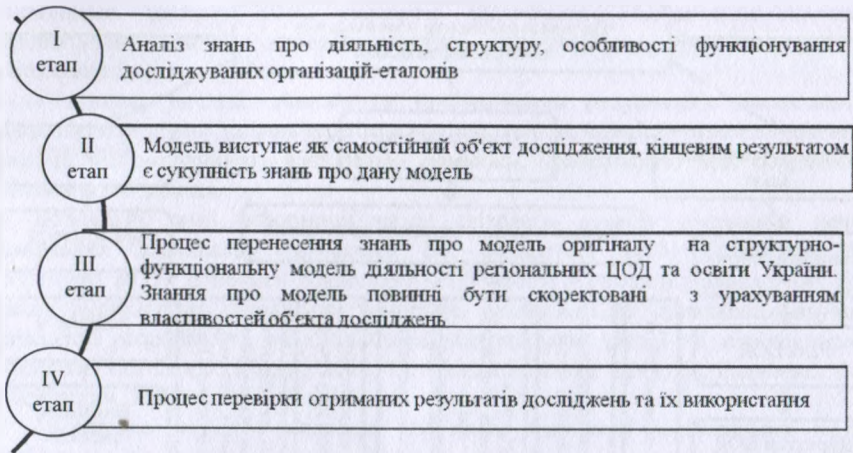 I
етап
Аналіз знань про діяльність, структуру, особливості функціонування
досліджуваних організацій-еталонів
II
етап
Модель виступає як самостійний об'єкт дослідження, кінцевим результатом
є сукупність знань про дану модель
III
етап
Процес перенесення знань про модель оригіналу на структурно-
функціональну модель діяльності регіональних ЦОД та освіти України.
Знання про модель повинні бути скоректовані з урахуванням
властивостей об'єкта досліджень
IV
етап
Процес перевірки отриманих результатів досліджень та їх використання